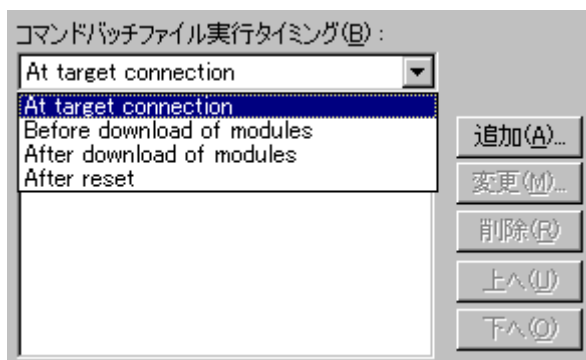 コマンドバッチファイル実行タイミング(B) :
At target connection
At target connection
Before download of modules
After download of modules
After reset
追加(A)...
変更(M)...
削除(R)
上へ(U)
下へ(O)